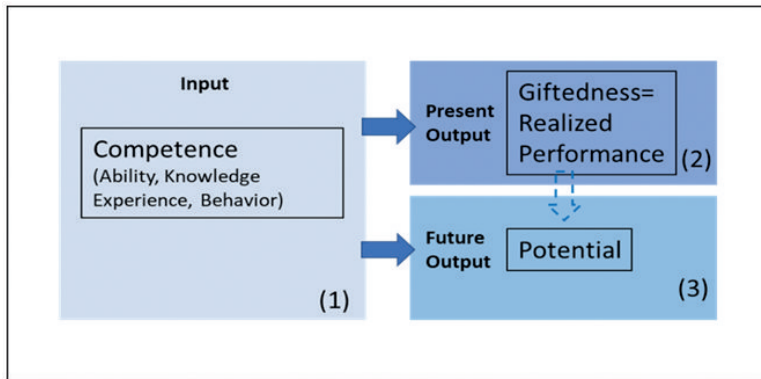 Input
Competence
(Ability, Knowledge
Experience, Behavior)
(1)
Present
Output
Giftedness=
Realized
Performance
(2)
Future
Output
Potential
(3)